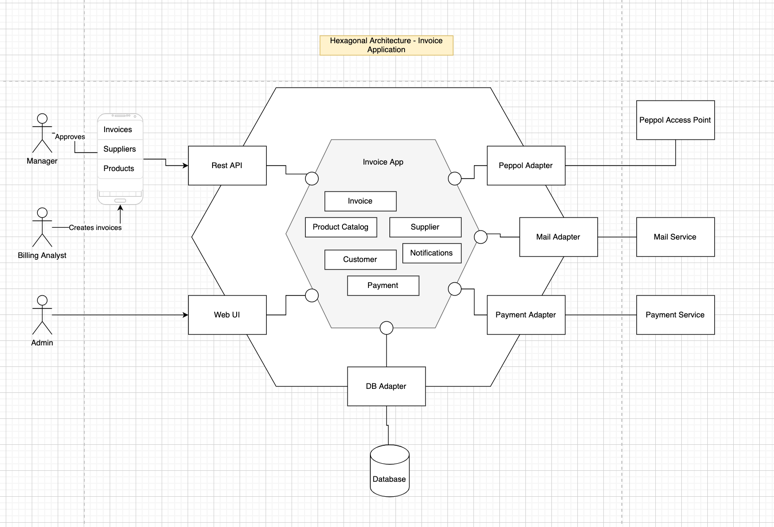 Hexagonal Architecture - Invoice
Application
Manager
Approves
Invoices
Suppliers
Products
Billing Analyst
Creates invoices
Admin
Rest API
Web UI
Invoice App
Invoice
Product Catalog
Supplier
Customer
Notifications
Payment
Peppol Adapter
Mail Adapter
Payment Adapter
DB Adapter
Peppol Access Point
Mail Service
Payment Service
Database